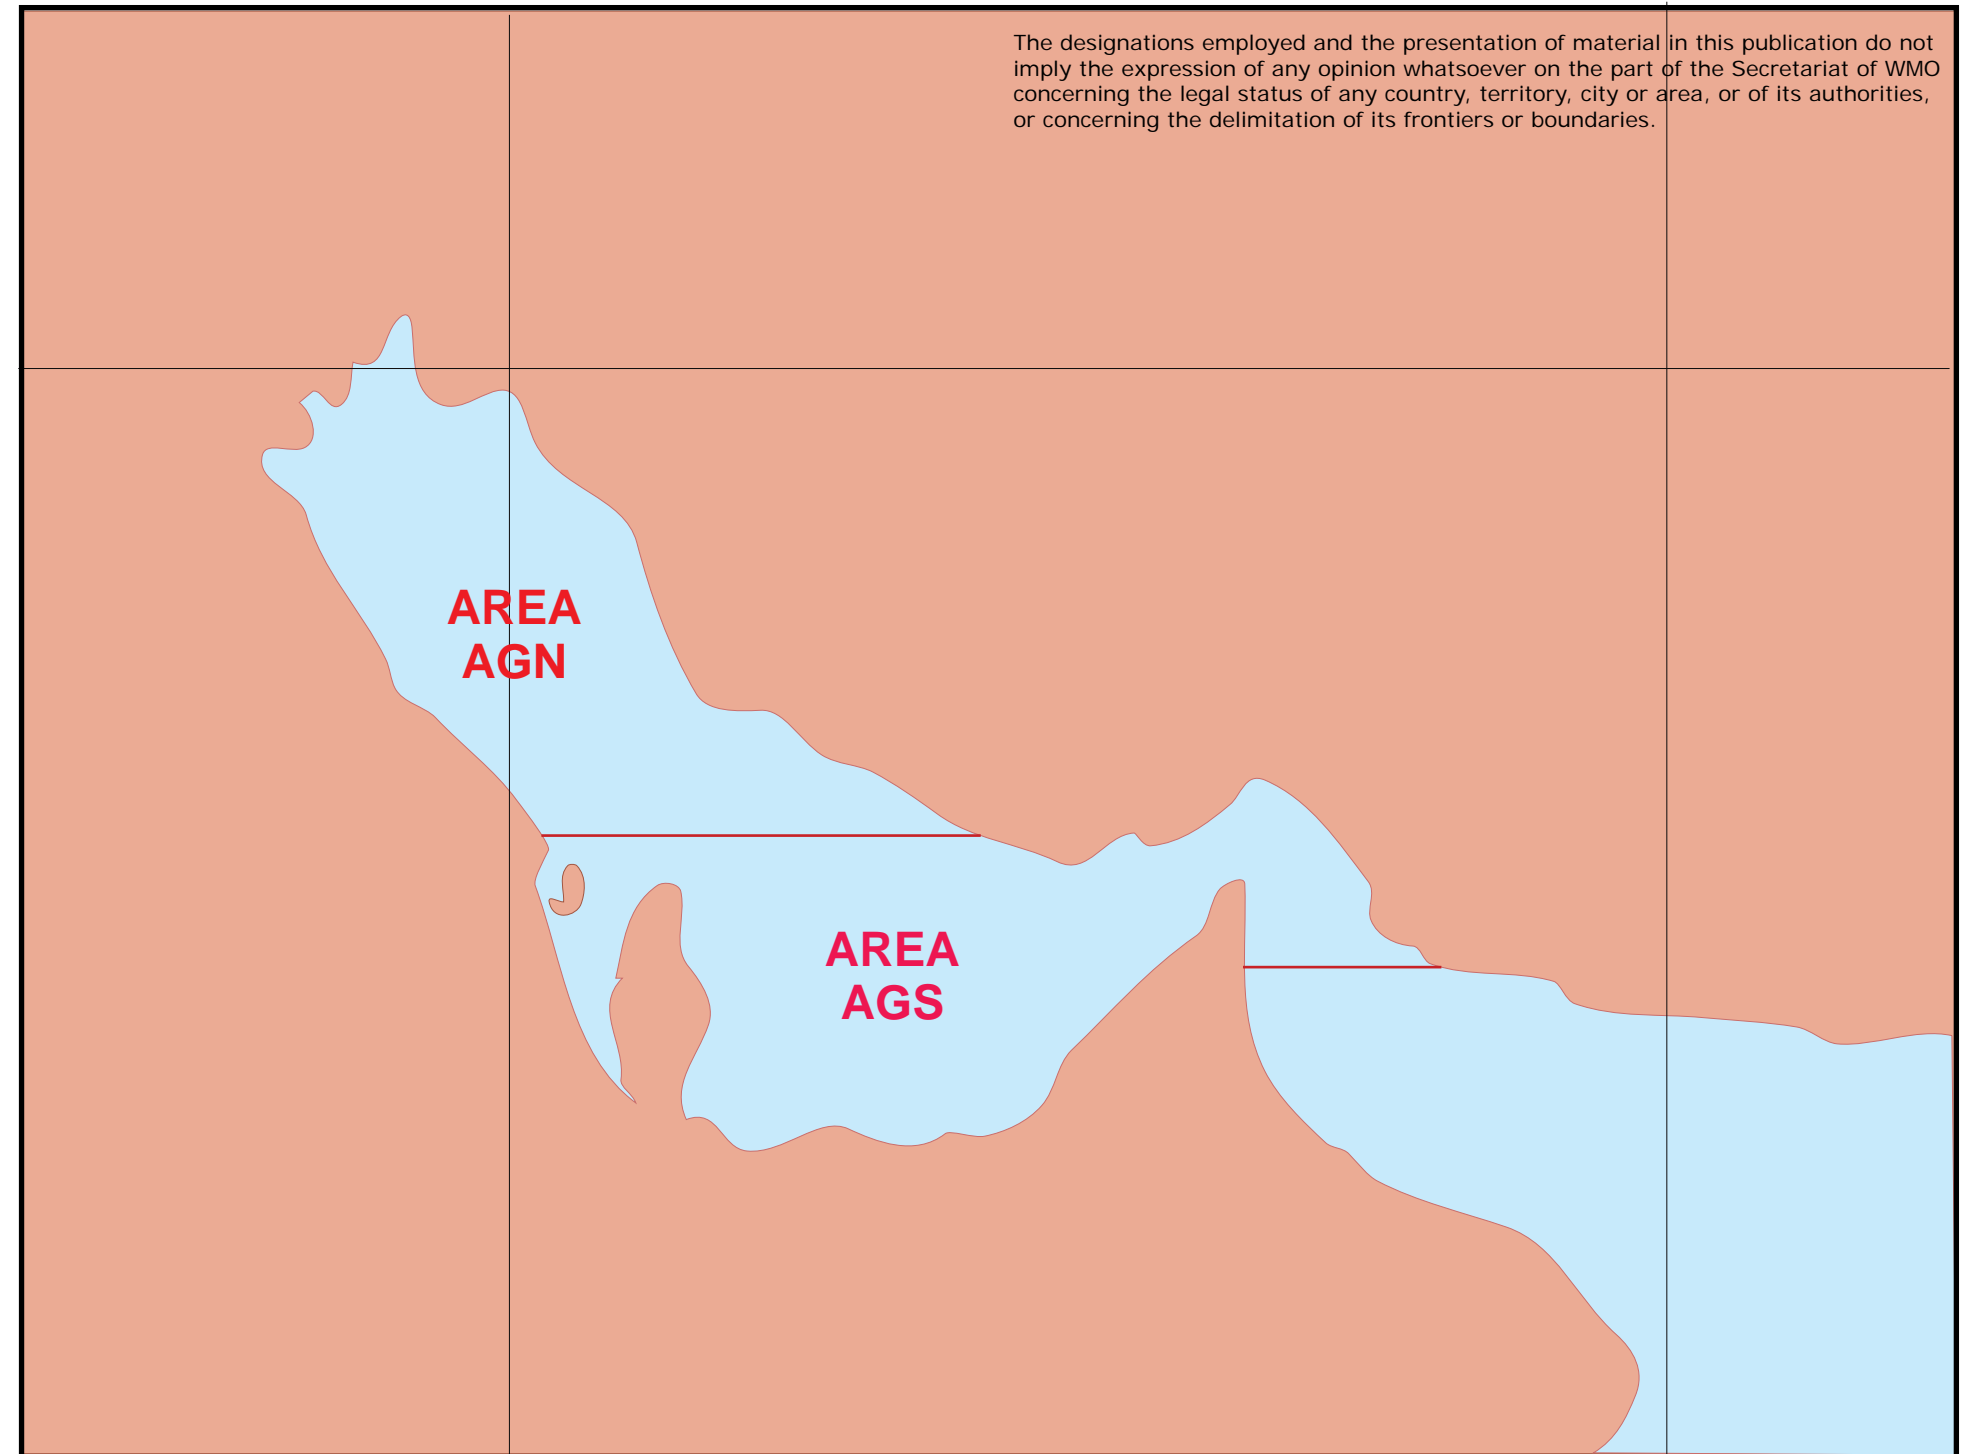 The designations employed and the presentation of material in this publication do not
imply the expression of any opinion whatsoever on the part of the Secretariat of WMO
concerning the legal status of any country, territory, city or area, or of its authorities,
or concerning the delimitation of its frontiers or boundaries.
AREA
AGN
AREA
AGS